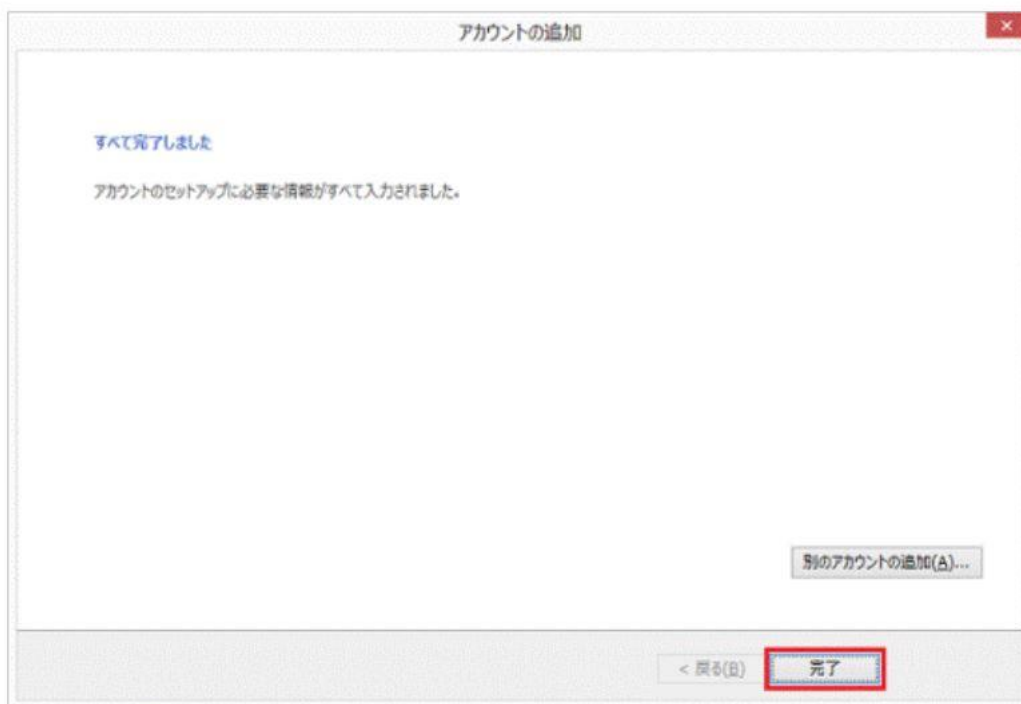 アカウントの追加
すべて完了しました
アカウントのセットアップに必要な情報がすべて入力されました。
別のアカウントの追加(A)...
< 戻る(B)
完了